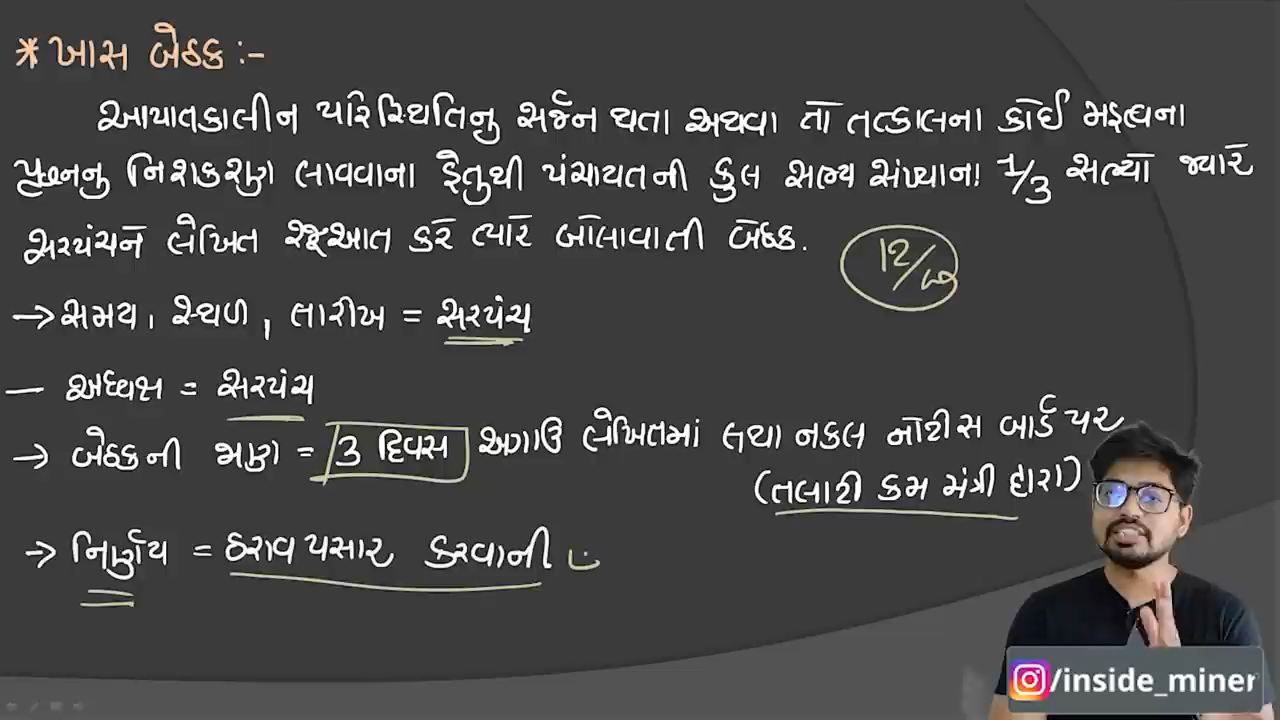 * ખાસ બેઠક :-
આપાતકાલીન પરિસ્થિતિનુ સર્જન થતા અથવા તો તત્કાલના કોઈ મહત્વના
પ્રશ્નનુ નિરાકરણ લાવવાના હેતુથી પંચાયતની કુલ સભ્ય સંખ્યાના 1/3 સભ્યો જ્યારે
સરપંચને લેખિત રજૂઆત કરે ત્યારે બોલાવાતી બેઠક.
12/
→ સમય, સ્થળ, તારીખ = સરપંચ
– અધ્યક્ષ = સરપંચ
→ બેઠકની જાણ = 3 દિવસ અગાઉ લેખિતમાં તથા નકલ નોટીસ બોર્ડ પર
(તલાટી કમ મંત્રી દ્વારા)
→ નિર્ણય = ઠરાવ પસાર કરવાની
/inside_miner